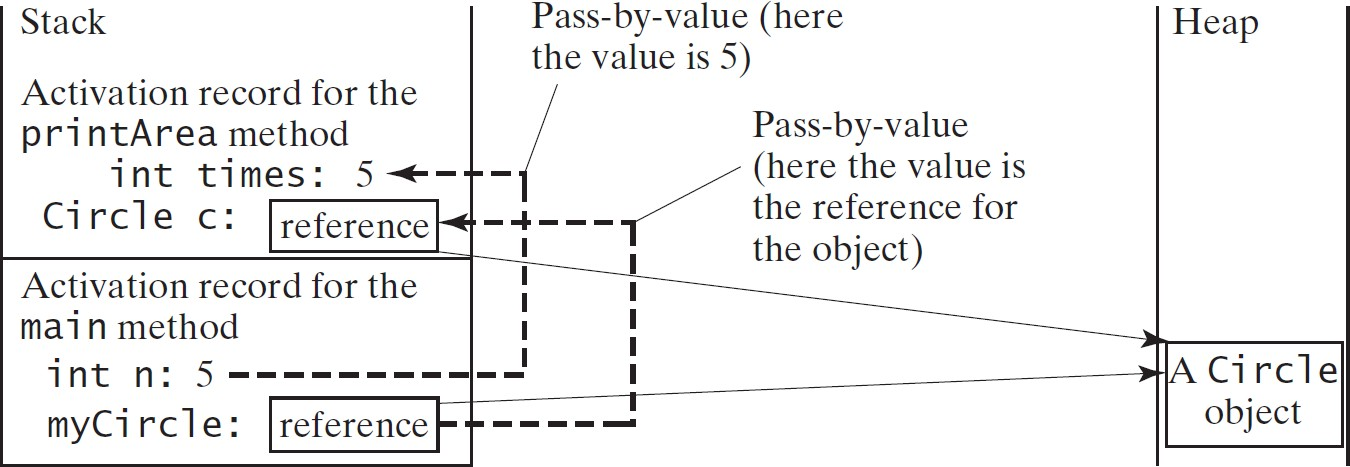 Stack
Activation record for the
printArea method
int times: 5
Circle c: reference
Activation record for the
main method
int n: 5
myCircle: reference
Pass-by-value (here
the value is 5)
Pass-by-value
(here the value is
the reference for
the object)
Heap
A Circle
object